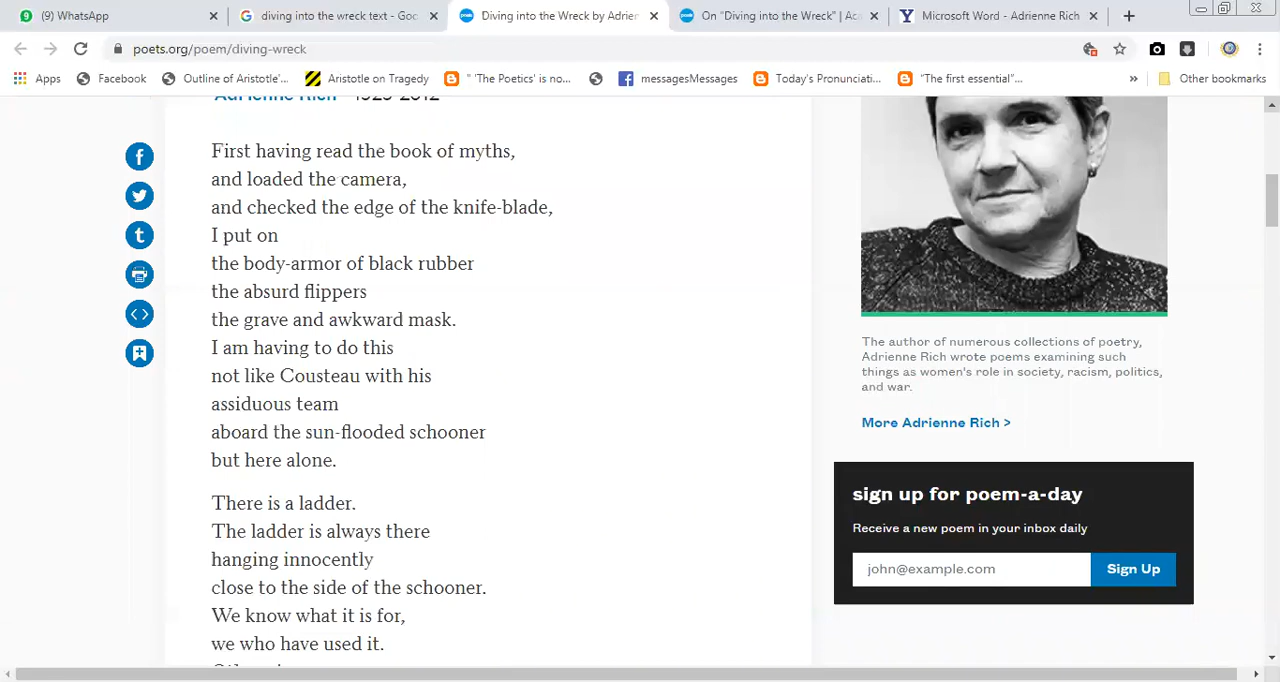 (9) WhatsApp
diving into the wreck text - Goo
Diving into the Wreck by Adrien
On "Diving into the Wreck" | Aca
Microsoft Word - Adrienne Rich
poets.org/poem/diving-wreck
Apps
Facebook
Outline of Aristotle'...
Aristotle on Tragedy
" 'The Poetics' is no...
messagesMessages
Today's Pronunciati...
"The first essential"...
»
Other bookmarks
Adrienne Rich 1929-2012
First having read the book of myths,
and loaded the camera,
and checked the edge of the knife-blade,
I put on
the body-armor of black rubber
the absurd flippers
the grave and awkward mask.
I am having to do this
not like Cousteau with his
assiduous team
aboard the sun-flooded schooner
but here alone.
There is a ladder.
The ladder is always there
hanging innocently
close to the side of the schooner.
We know what it is for,
we who have used it.
The author of numerous collections of poetry,
Adrienne Rich wrote poems examining such
things as women's role in society, racism, politics,
and war.
More Adrienne Rich >
sign up for poem-a-day
Receive a new poem in your inbox daily
john@example.com
Sign Up